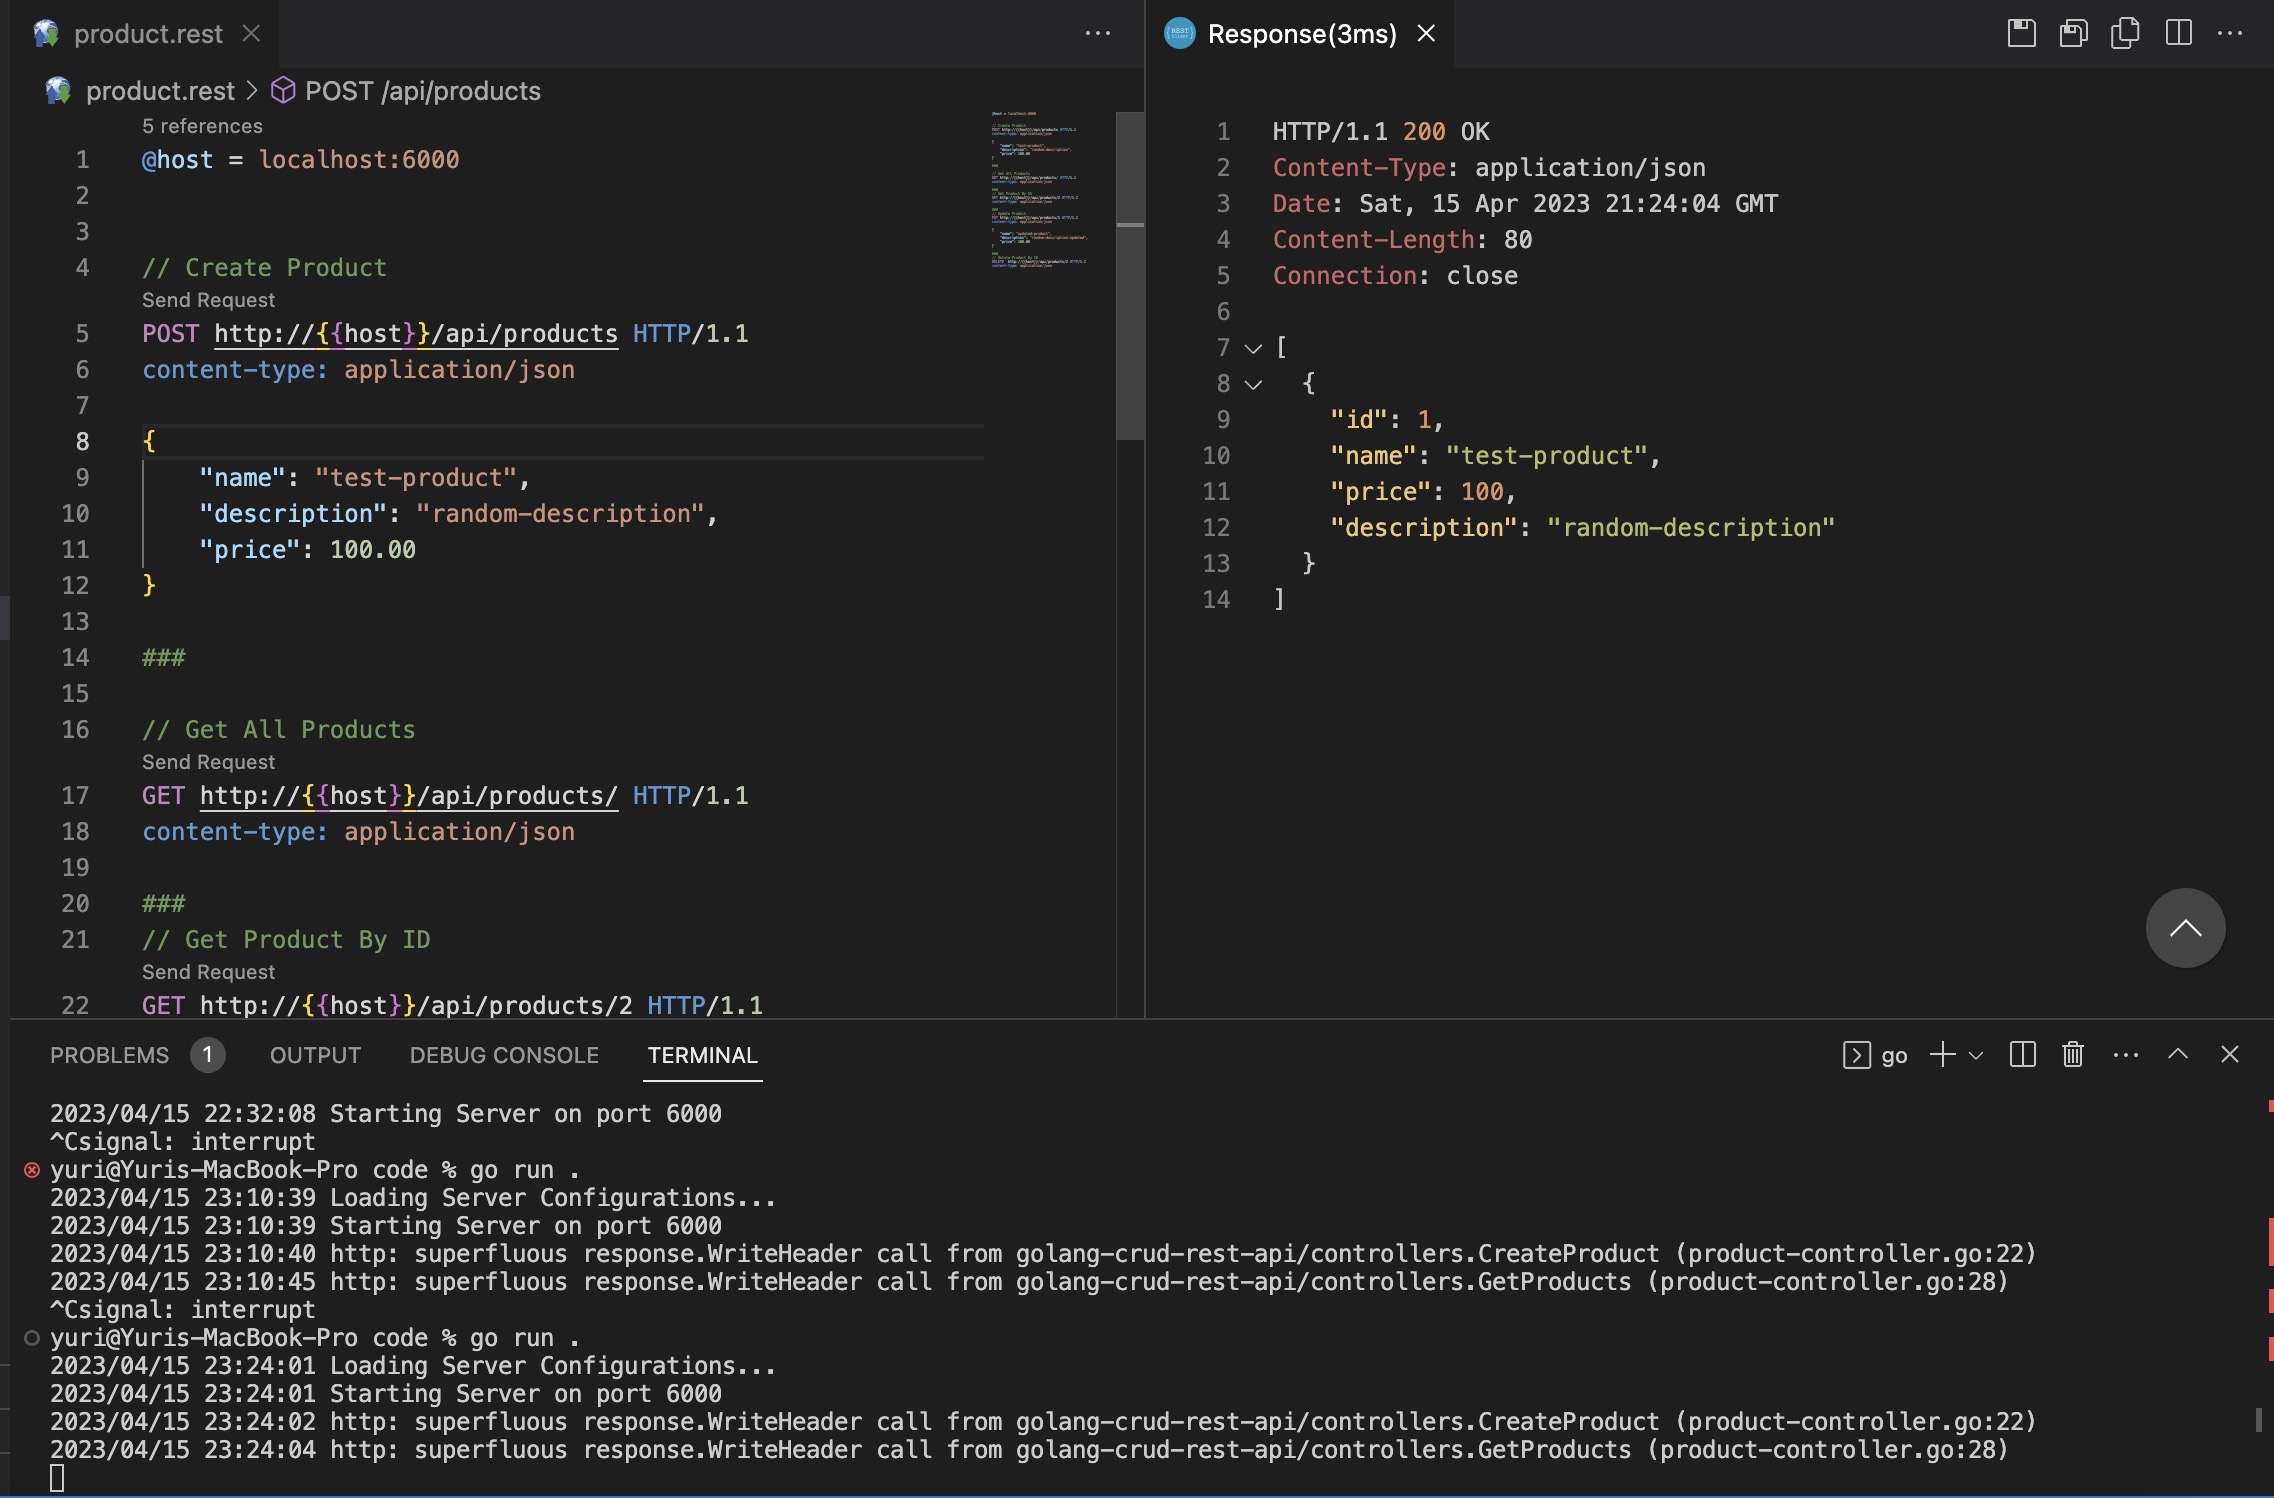 product.rest
product.rest > POST /api/products
5 references
1 @host = localhost:6000
2
3
4 // Create Product
Send Request
5 POST http://{{host}}/api/products HTTP/1.1
6 content-type: application/json
7
8 {
9 "name": "test-product",
10 "description": "random-description",
11 "price": 100.00
12 }
13
14 ###
15
16 // Get All Products
Send Request
17 GET http://{{host}}/api/products/ HTTP/1.1
18 content-type: application/json
19
20 ###
21 // Get Product By ID
Send Request
22 GET http://{{host}}/api/products/2 HTTP/1.1
Response(3ms)
1 HTTP/1.1 200 OK
2 Content-Type: application/json
3 Date: Sat, 15 Apr 2023 21:24:04 GMT
4 Content-Length: 80
5 Connection: close
6
7 [
8 {
9 "id": 1,
10 "name": "test-product",
11 "price": 100,
12 "description": "random-description"
13 }
14 ]
PROBLEMS 1 OUTPUT DEBUG CONSOLE TERMINAL go
2023/04/15 22:32:08 Starting Server on port 6000
^Csignal: interrupt
yuri@Yuris-MacBook-Pro code % go run .
2023/04/15 23:10:39 Loading Server Configurations...
2023/04/15 23:10:39 Starting Server on port 6000
2023/04/15 23:10:40 http: superfluous response.WriteHeader call from golang-crud-rest-api/controllers.CreateProduct (product-controller.go:22)
2023/04/15 23:10:45 http: superfluous response.WriteHeader call from golang-crud-rest-api/controllers.GetProducts (product-controller.go:28)
^Csignal: interrupt
yuri@Yuris-MacBook-Pro code % go run .
2023/04/15 23:24:01 Loading Server Configurations...
2023/04/15 23:24:01 Starting Server on port 6000
2023/04/15 23:24:02 http: superfluous response.WriteHeader call from golang-crud-rest-api/controllers.CreateProduct (product-controller.go:22)
2023/04/15 23:24:04 http: superfluous response.WriteHeader call from golang-crud-rest-api/controllers.GetProducts (product-controller.go:28)